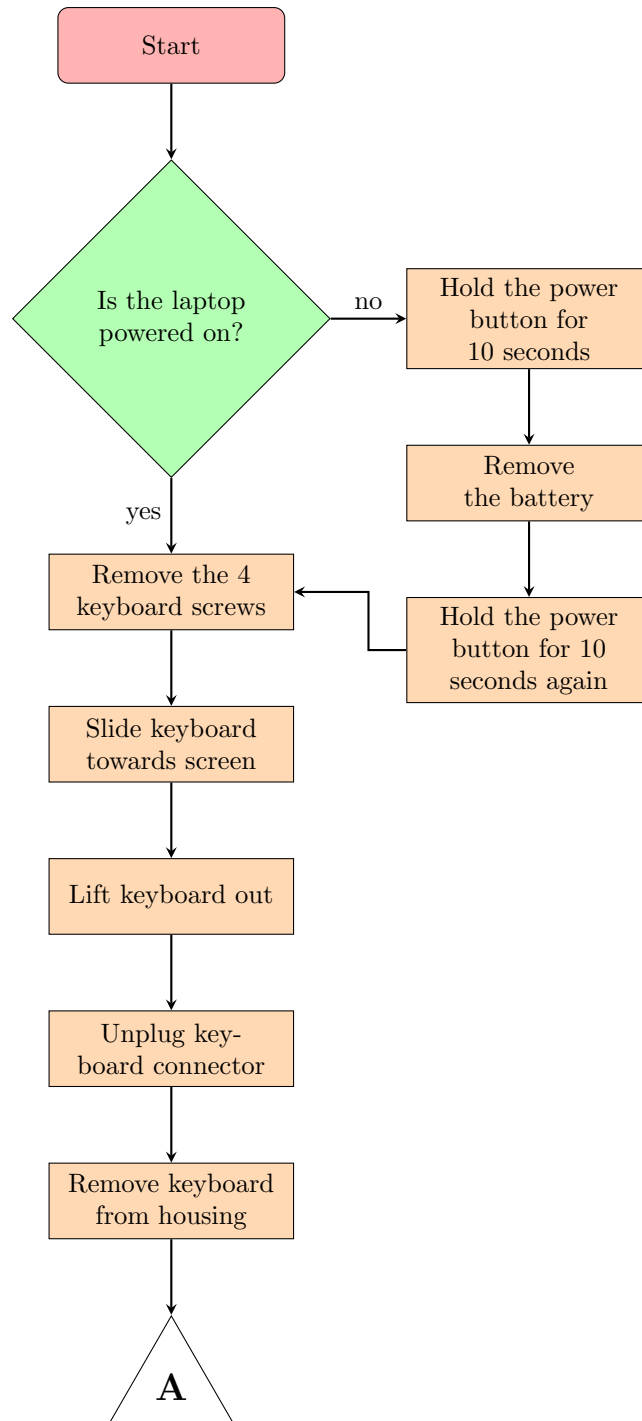 Start
Is the laptop
powered on?
no
Hold the power
button for
10 seconds
Remove
the battery
Hold the power
button for 10
seconds again
yes
Remove the 4
keyboard screws
Slide keyboard
towards screen
Lift keyboard out
Unplug key-
board connector
Remove keyboard
from housing
A